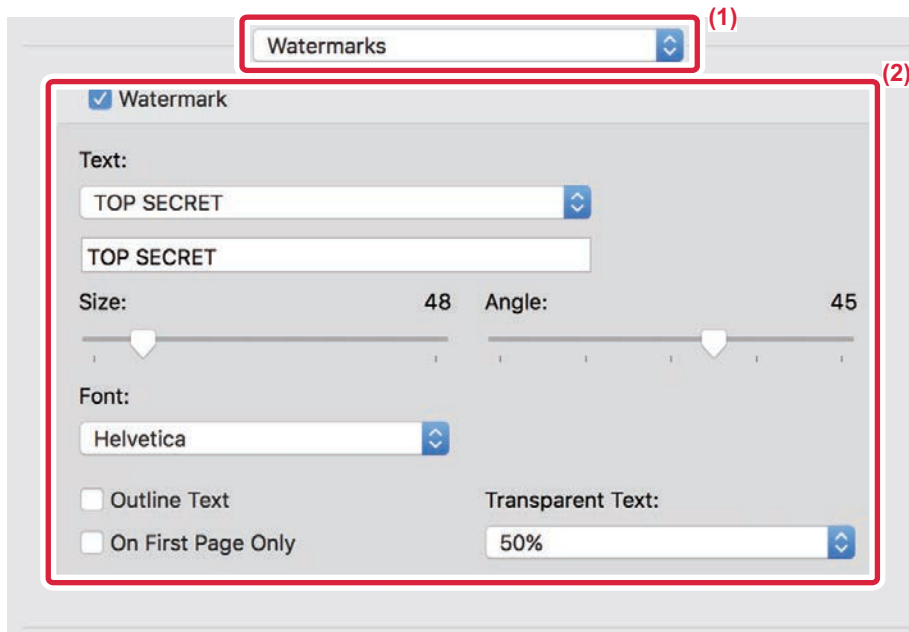 (1)
Watermarks
(2)
Watermark
Text:
TOP SECRET
TOP SECRET
Size: 48 Angle: 45
Font:
Helvetica
Outline Text Transparent Text:
On First Page Only 50%